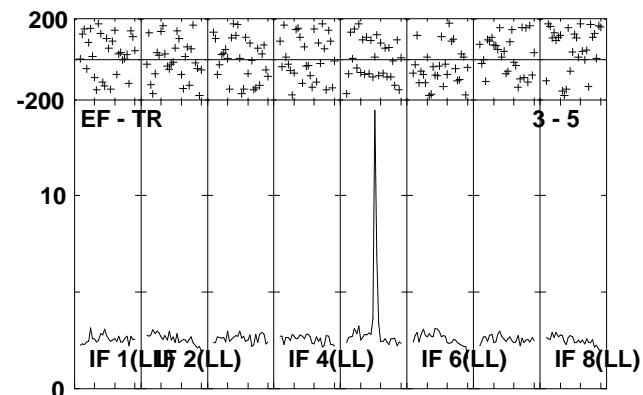 200
-200
EF - TR 3 - 5
10
0
IF 1(LL) IF 2(LL) IF 4(LL) IF 6(LL) IF 8(LL)